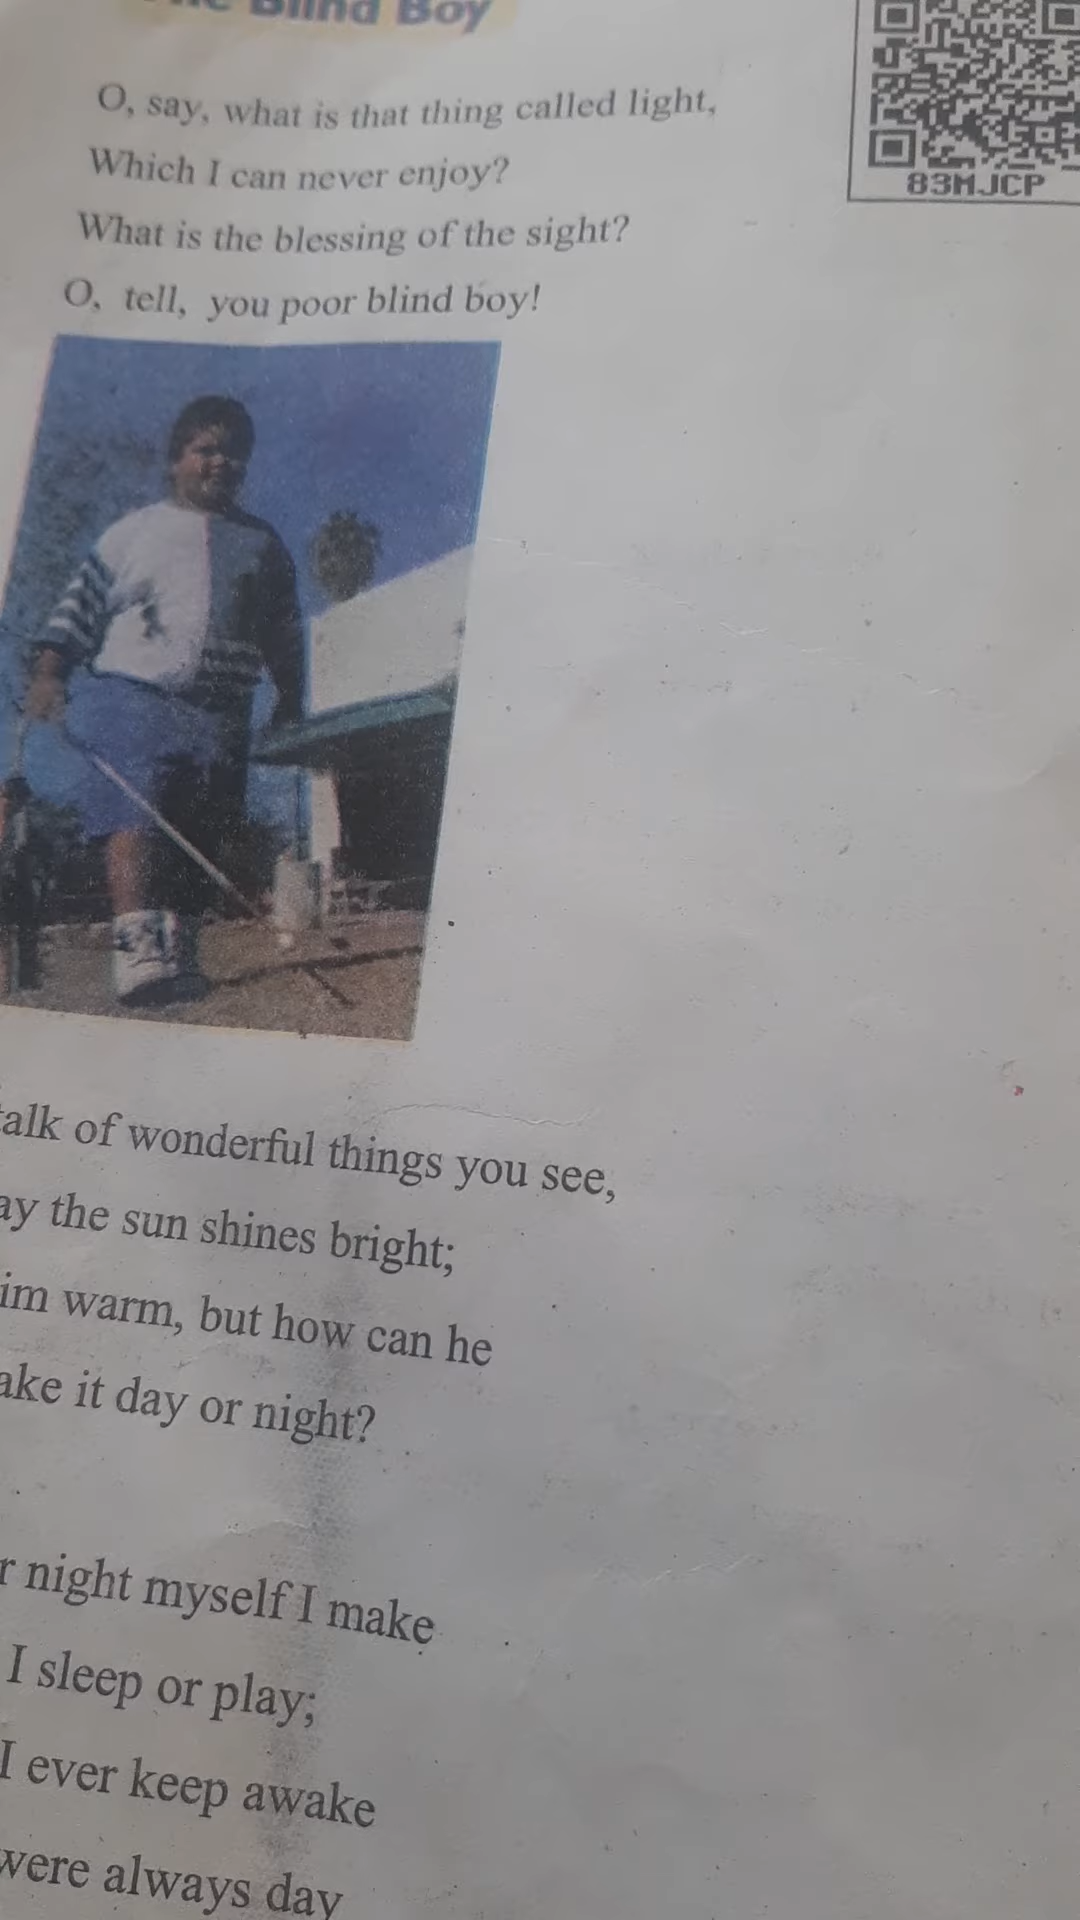 Blind Boy
83MJCP
O, say, what is that thing called light,
Which I can never enjoy?
What is the blessing of the sight?
O, tell, you poor blind boy!
alk of wonderful things you see,
ay the sun shines bright;
im warm, but how can he
ake it day or night?
r night myself I make
I sleep or play;
I ever keep awake
were always day